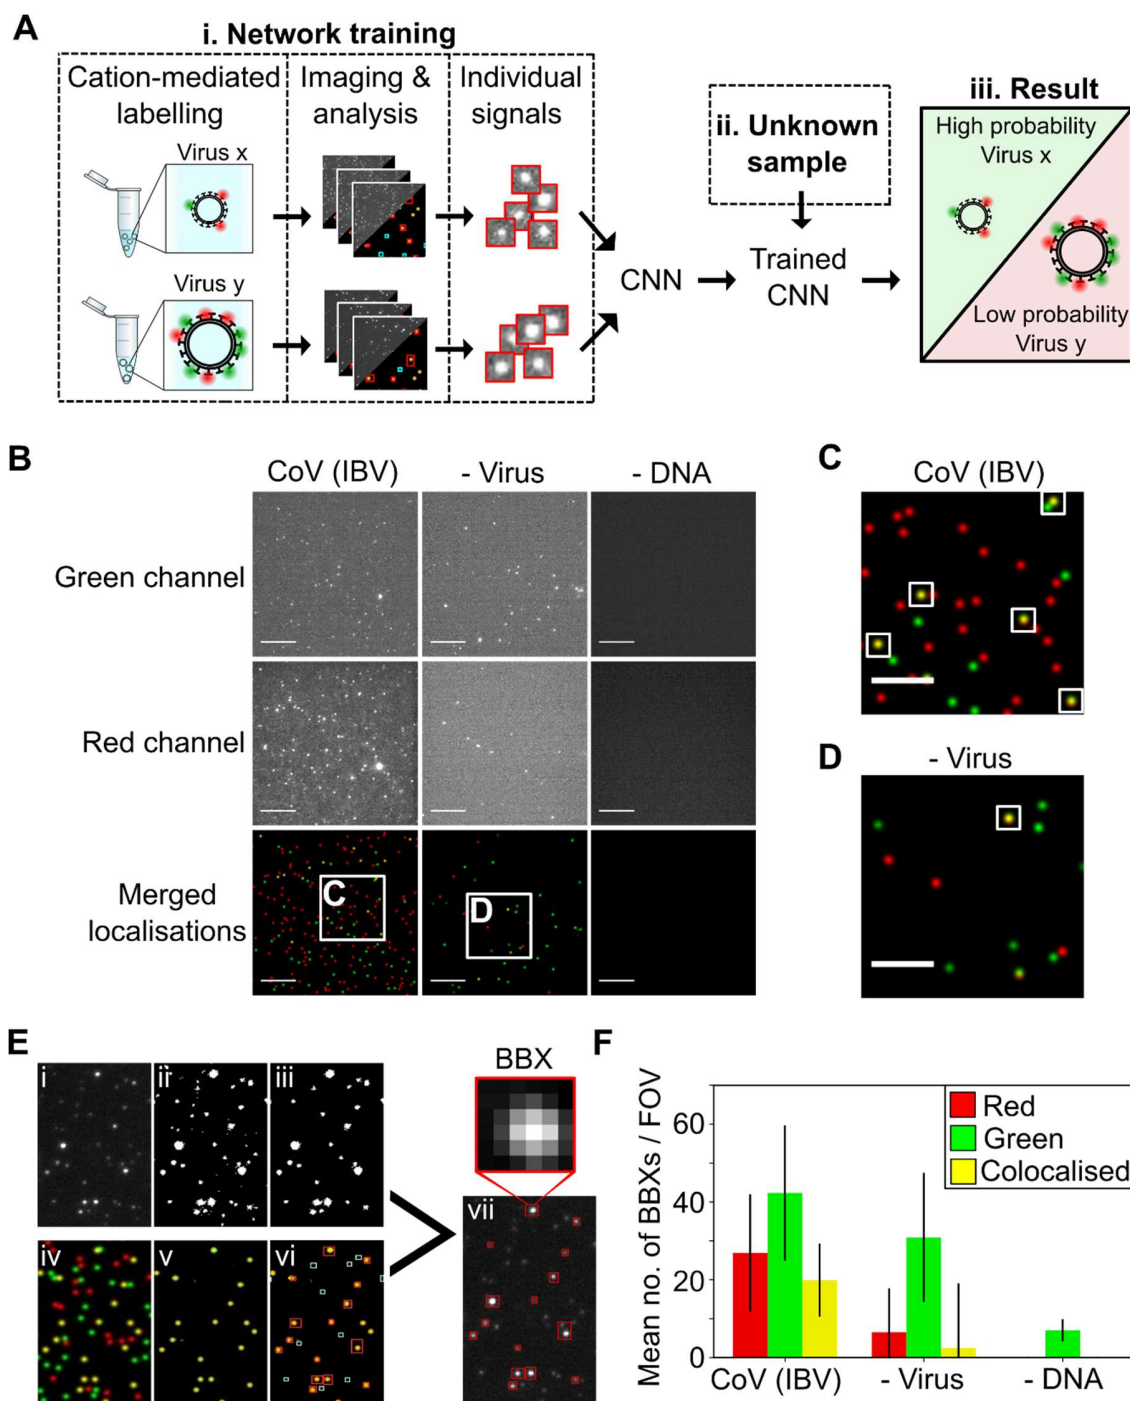 A
i. Network training
Cation-mediated
labelling
Imaging &
analysis
Individual
signals
Virus x
Virus y
CNN
ii. Unknown
sample
Trained
CNN
iii. Result
High probability
Virus x
Low probability
Virus y
B
CoV (IBV)
- Virus
- DNA
Green channel
Red channel
Merged
localisations
C
D
C
CoV (IBV)
D
- Virus
E
i
ii
iii
iv
v
vi
BBX
vii
F
Mean no. of BBXs / FOV
60
40
20
0
Red
Green
Colocalised
CoV (IBV)
- Virus
- DNA